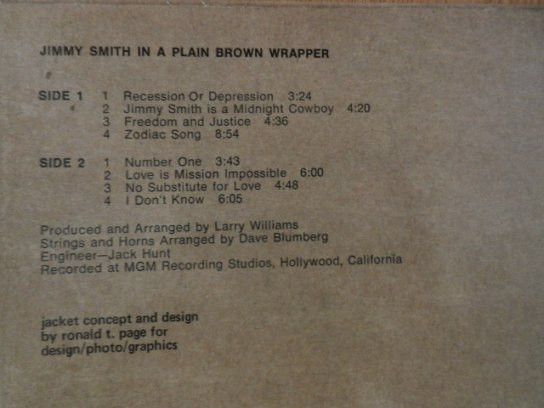 JIMMY SMITH IN A PLAIN BROWN WRAPPER
SIDE 1 1 Recession Or Depression 3:24
2 Jimmy Smith is a Midnight Cowboy 4:20
3 Freedom and Justice 4:36
4 Zodiac Song 8:54
SIDE 2 1 Number One 3:43
2 Love is Mission Impossible 6:00
3 No Substitute for Love 4:48
4 I Don't Know 6:05
Produced and Arranged by Larry Williams
Strings and Horns Arranged by Dave Blumberg
Engineer—Jack Hunt
Recorded at MGM Recording Studios, Hollywood, California
jacket concept and design
by ronald t. page for
design/photo/graphics